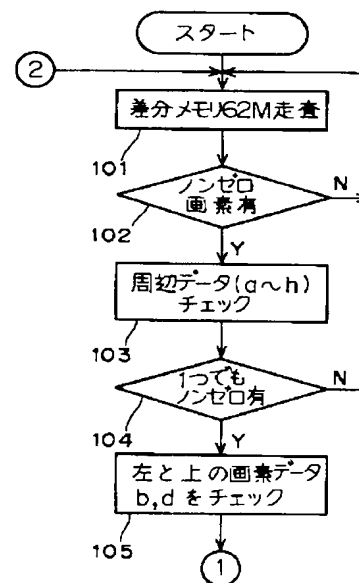 スタート
2
差分メモリ62M走査
101
ノンゼロ
画素有
N
102
Y
周辺データ(a~h)
チェック
103
1つでも
ノンゼロ有
N
104
Y
左と上の画素データ
b,dをチェック
105
1